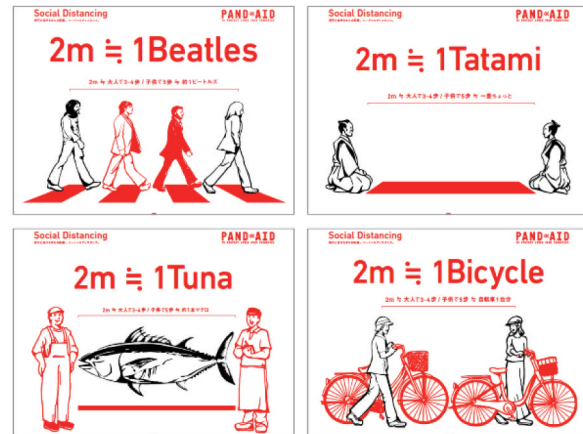 Social Distancing
PAND AID
2m ≒ 1Beatles
2m ≒ 大人で3-4歩 / 子供で5歩 ≒ 約1ビートルズ
Social Distancing
PAND AID
2m ≒ 1Tatami
2m ≒ 大人で3-4歩 / 子供で5歩 ≒ 一畳ちょっと
Social Distancing
PAND AID
2m ≒ 1Tuna
2m ≒ 大人で3-4歩 / 子供で5歩 ≒ 約1本マグロ
Social Distancing
PAND AID
2m ≒ 1Bicycle
2m ≒ 大人で3-4歩 / 子供で5歩 ≒ 自転車1台分